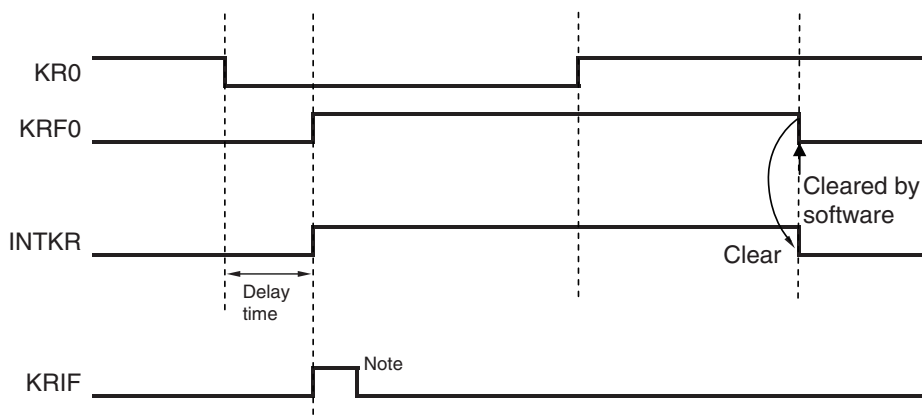 KR0
KRF0
Cleared by
software
INTKR
Clear
Delay
time
Note
KRIF